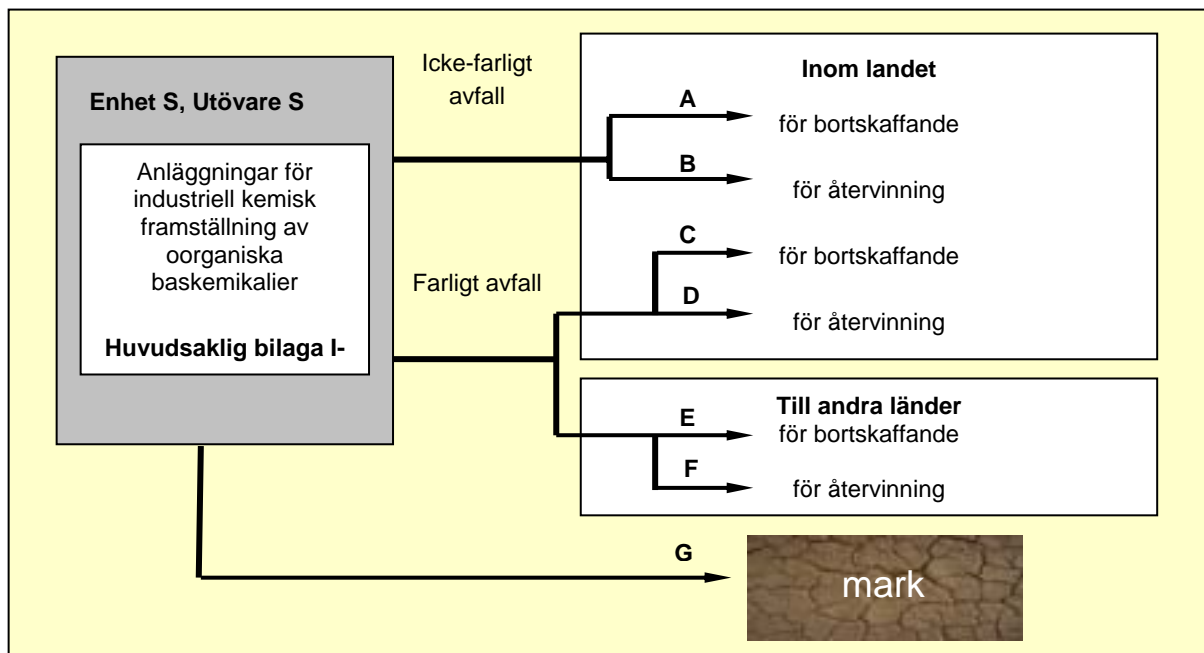 Enhet S, Utövare S
Anläggningar för
industriell kemisk
framställning av
oorganiska
baskemikalier
Huvudsaklig bilaga I-
Icke-farligt
avfall
Farligt avfall
Inom landet
A
för bortskaffande
B
för återvinning
C
för bortskaffande
D
för återvinning
Till andra länder
E
för bortskaffande
F
för återvinning
G
mark